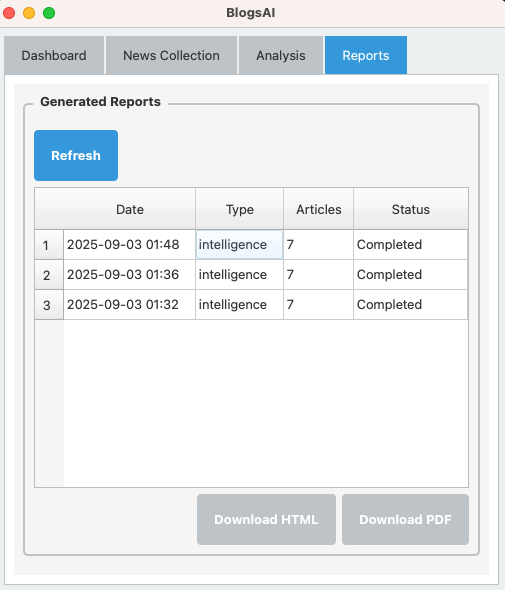 BlogsAI
Dashboard News Collection Analysis Reports
Generated Reports
Refresh
Date Type Articles Status
1 2025-09-03 01:48 intelligence 7 Completed
2 2025-09-03 01:36 intelligence 7 Completed
3 2025-09-03 01:32 intelligence 7 Completed
Download HTML Download PDF